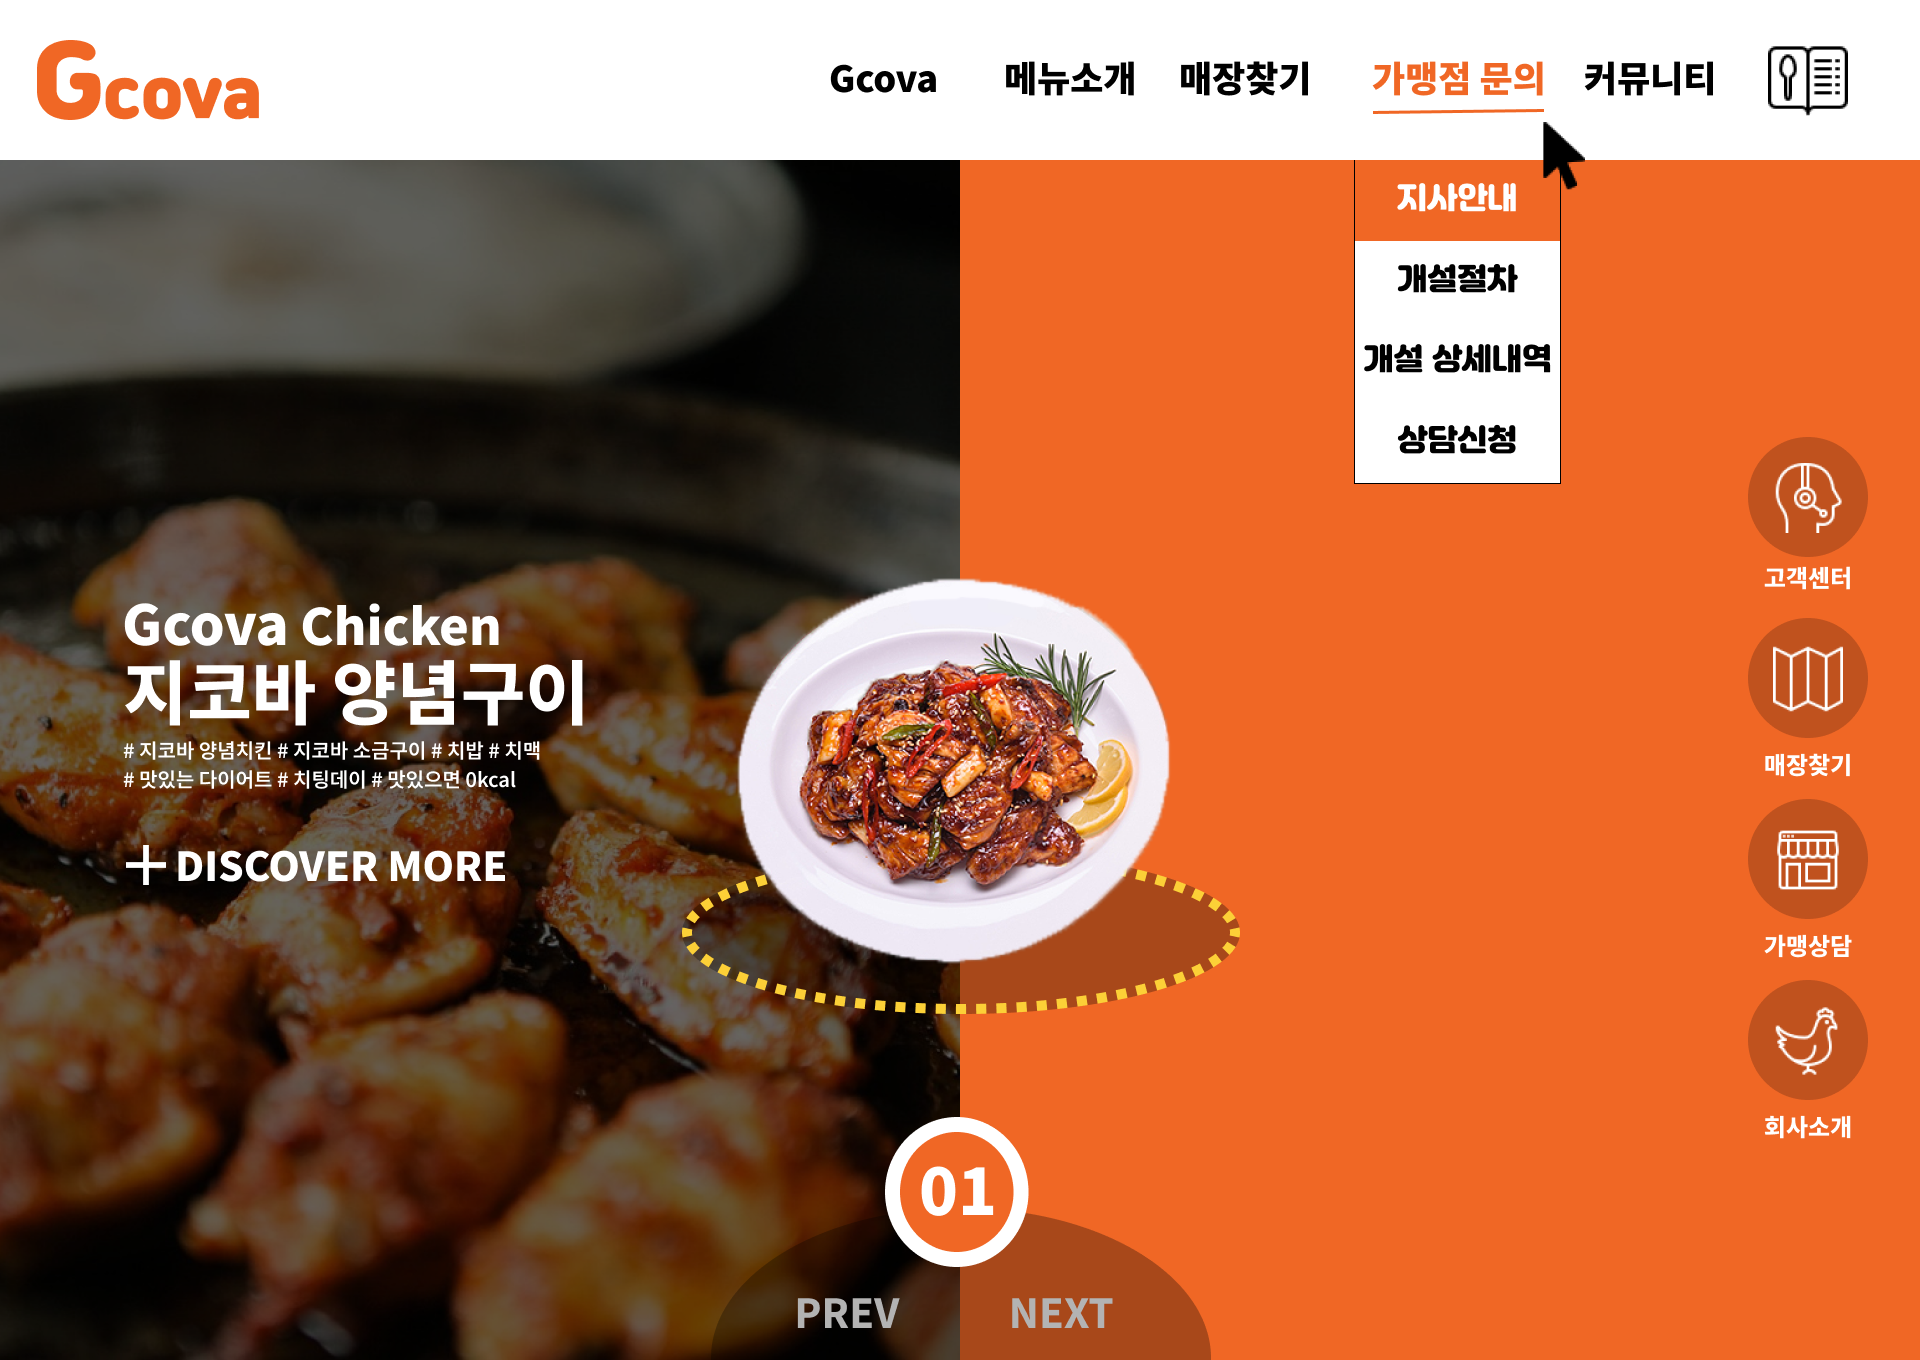 Gcova
Gcova 메뉴소개 매장찾기 가맹점 문의 커뮤니티
지사안내
개설절차
개설 상세내역
상담신청
고객센터
매장찾기
가맹상담
회사소개
Gcova Chicken
지코바 양념구이
# 지코바 양념치킨 # 지코바 소금구이 # 치밥 # 치맥
# 맛있는 다이어트 # 치팅데이 # 맛있으면 0kcal
DISCOVER MORE
01
PREV NEXT